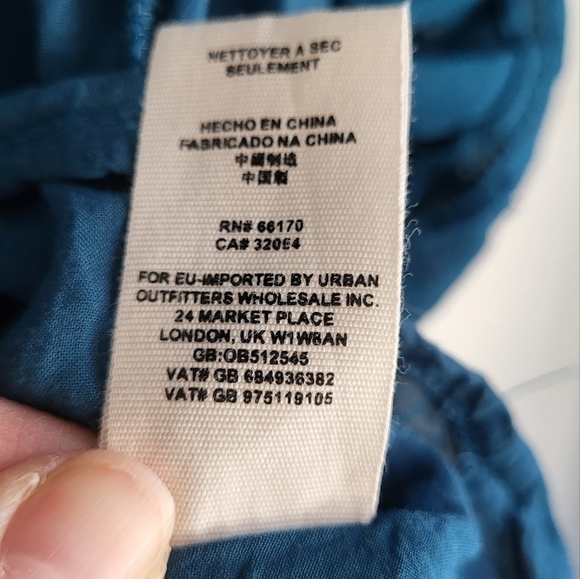 NETTOYER A SEC
SEULEMENT
HECHO EN CHINA
FABRICADO NA CHINA
中國制造
中国製
RN# 66170
CA# 32054
FOR EU-IMPORTED BY URBAN
OUTFITTERS WHOLESALE INC.
24 MARKET PLACE
LONDON, UK W1W8AN
GB:OB512545
VAT# GB 684936382
VAT# GB 975119105